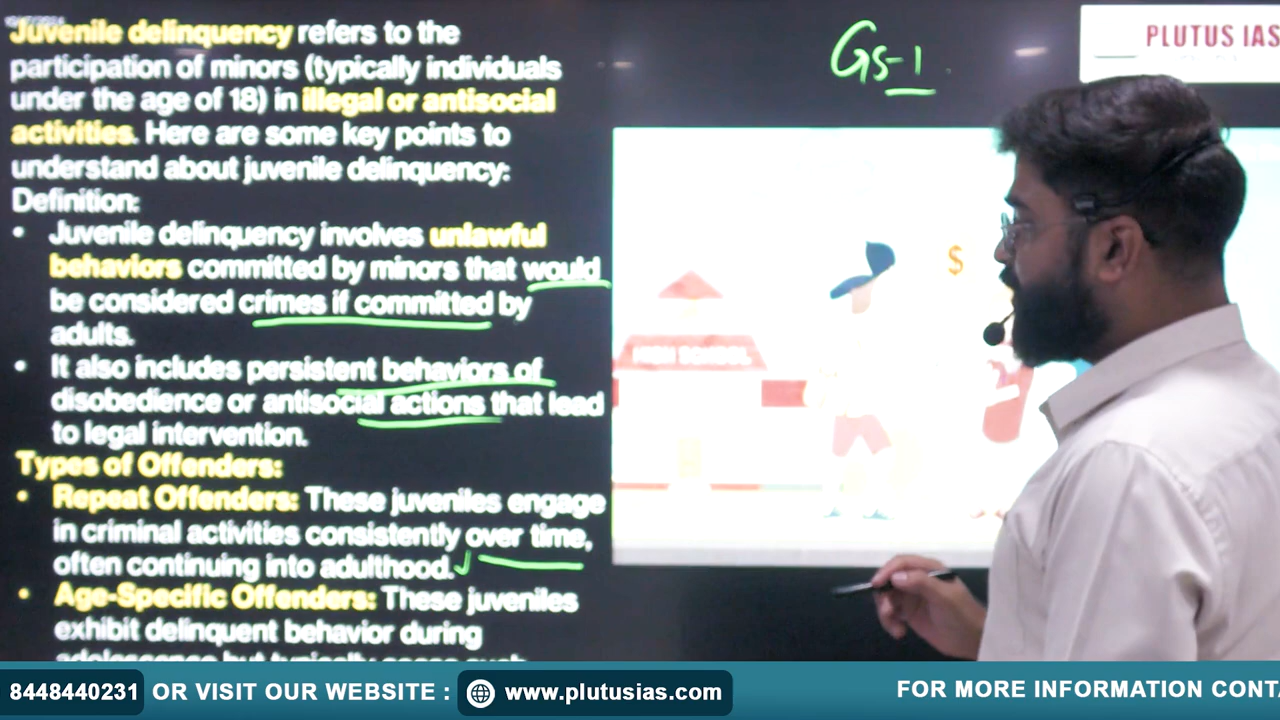 Juvenile delinquency refers to the
participation of minors (typically individuals
under the age of 18) in illegal or antisocial
activities. Here are some key points to
understand about juvenile delinquency:
Definition:
• Juvenile delinquency involves unlawful
behaviors committed by minors that would
be considered crimes if committed by
adults.
• It also includes persistent behaviors of
disobedience or antisocial actions that lead
to legal intervention.
Types of Offenders:
• Repeat Offenders: These juveniles engage
in criminal activities consistently over time,
often continuing into adulthood.
• Age-Specific Offenders: These juveniles
exhibit delinquent behavior during
adolescence but typically cease such
GS-1
PLUTUS IAS
HIGH SCHOOL
$
8448440231 OR VISIT OUR WEBSITE : www.plutusias.com FOR MORE INFORMATION CONTA